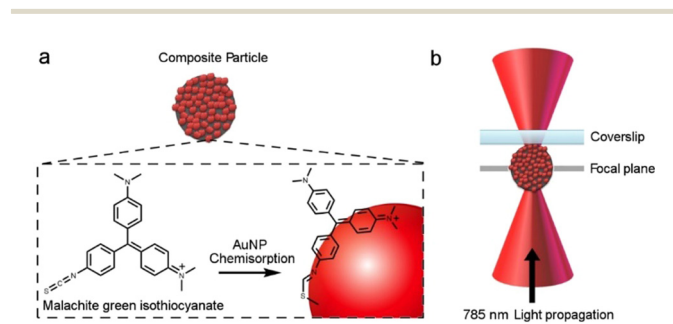 a
Composite Particle
b
Coverslip
Focal plane
N
N+
S=C=N
AuNP
Chemisorption
Malachite green isothiocyanate
N
N+
S
785 nm Light propagation